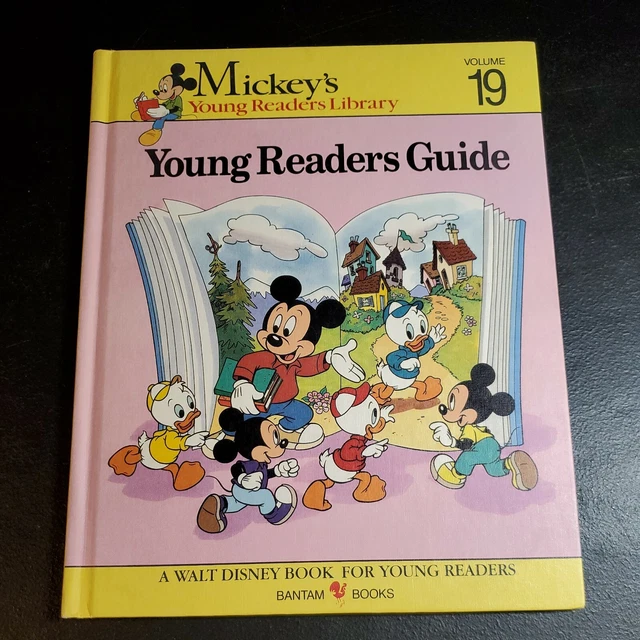 Mickey's
Young Readers Library
VOLUME
19
Young Readers Guide
A WALT DISNEY BOOK FOR YOUNG READERS
BANTAM BOOKS